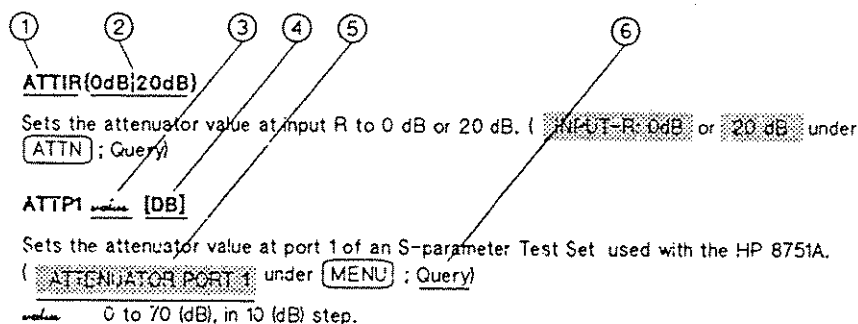 1 2 3 4 5 6
ATTIR{0dB|20dB}
Sets the attenuator value at input R to 0 dB or 20 dB. ( INPUT-R: 0dB or 20 dB under
ATTN ; Query)
ATTP1 value [DB]
Sets the attenuator value at port 1 of an S-parameter Test Set used with the HP 8751A.
( ATTENUATOR PORT 1 under MENU ; Query)
value 0 to 70 (dB), in 10 (dB) step.